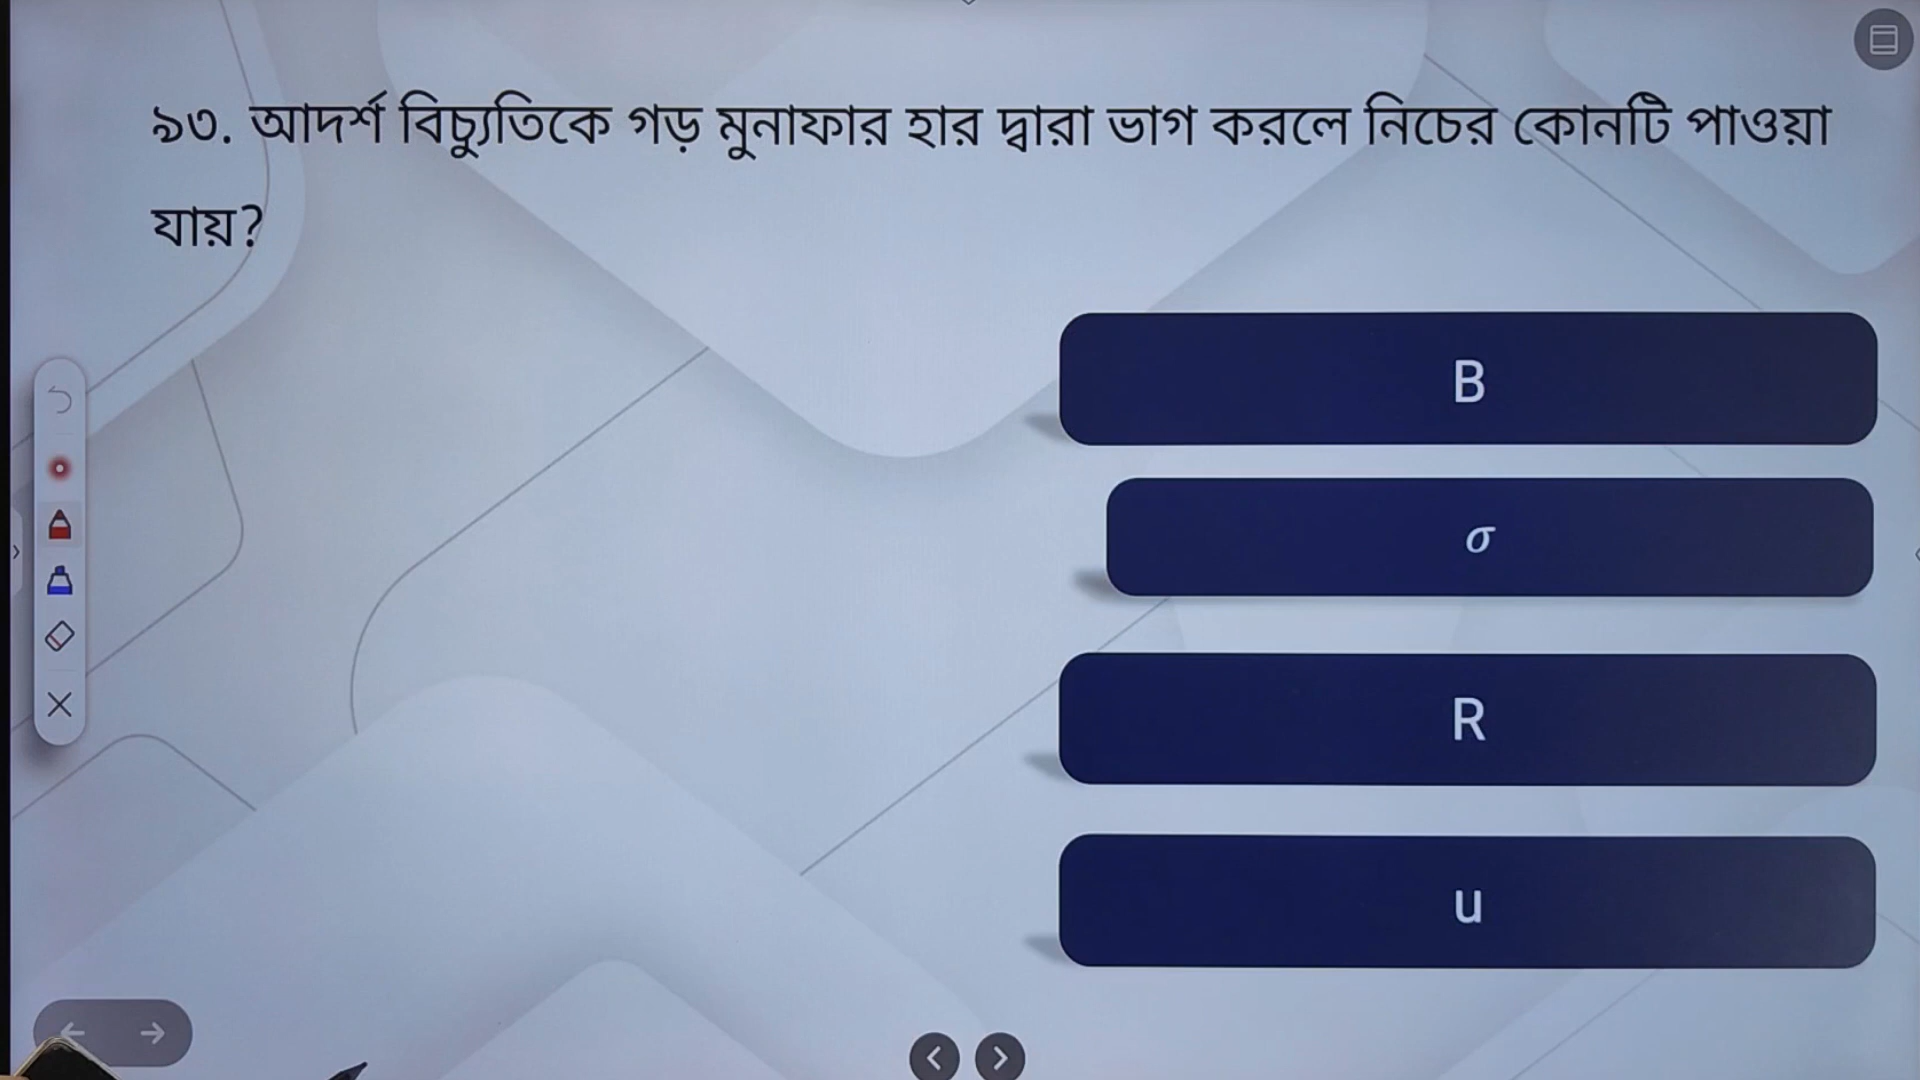 ৯৩. আদর্শ বিচ্যুতিকে গড় মুনাফার হার দ্বারা ভাগ করলে নিচের কোনটি পাওয়া
যায়?
B
σ
R
u